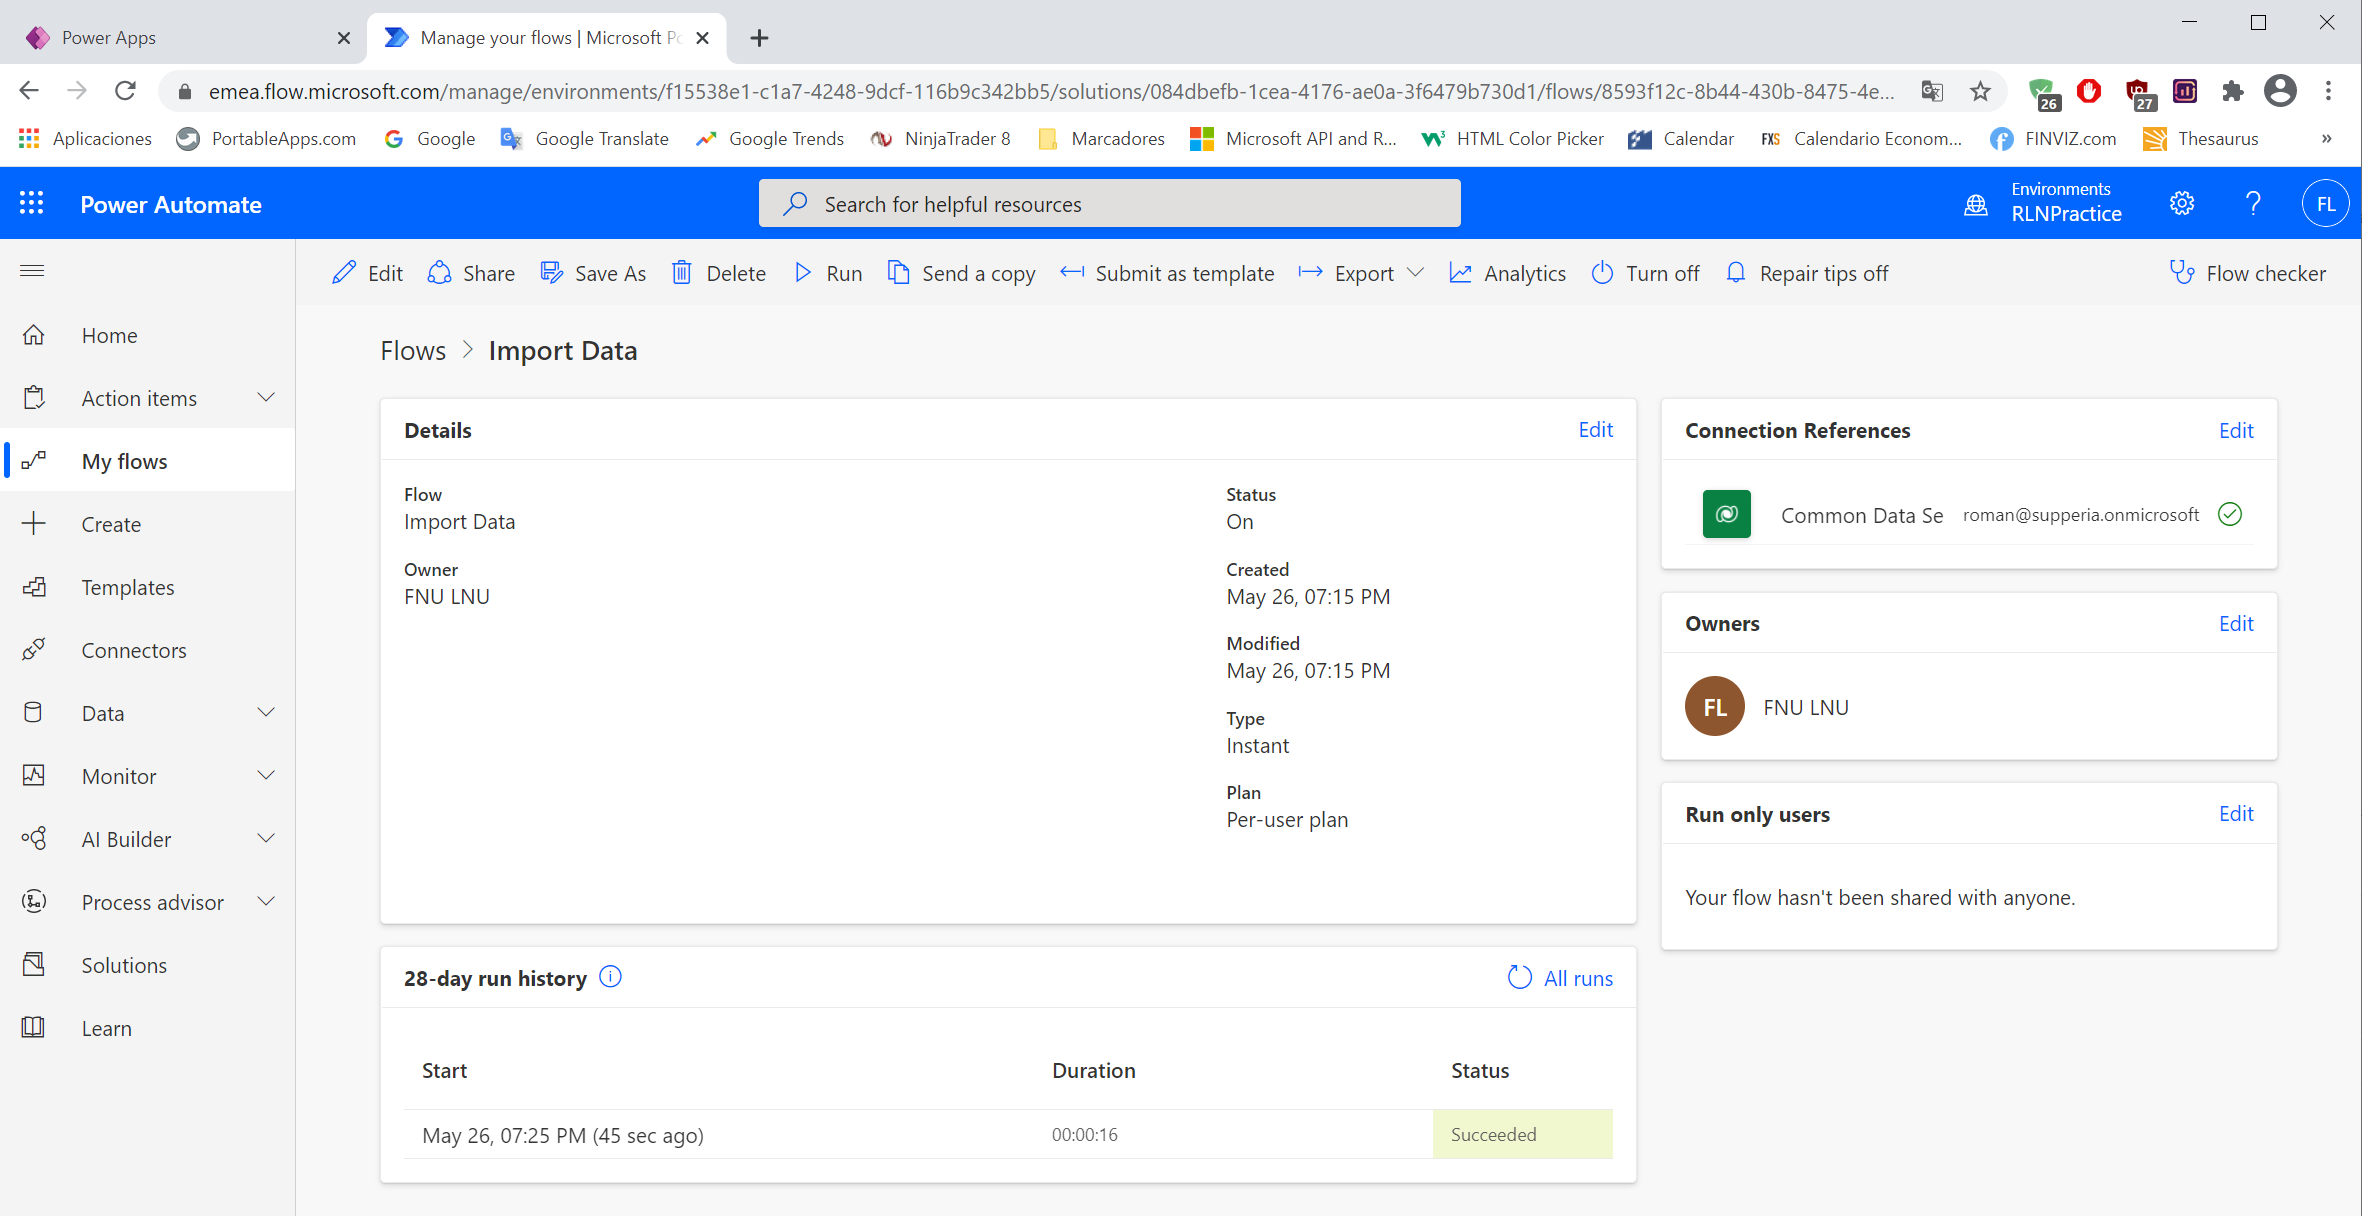 Power Apps
Manage your flows | Microsoft Po
emea.flow.microsoft.com/manage/environments/f15538e1-c1a7-4248-9dcf-116b9c342bb5/solutions/084dbefb-1cea-4176-ae0a-3f6479b730d1/flows/8593f12c-8b44-430b-8475-4e...
26
27
Aplicaciones
PortableApps.com
Google
Google Translate
Google Trends
NinjaTrader 8
Marcadores
Microsoft API and R...
HTML Color Picker
Calendar
FXS
Calendario Econom...
FINVIZ.com
Thesaurus
»
Power Automate
Search for helpful resources
Environments
RLNPractice
?
FL
Edit
Share
Save As
Delete
Run
Send a copy
Submit as template
Export
Analytics
Turn off
Repair tips off
Flow checker
Home
Action items
My flows
Create
Templates
Connectors
Data
Monitor
AI Builder
Process advisor
Solutions
Learn
Flows > Import Data
Details
Edit
Flow
Import Data
Owner
FNU LNU
Status
On
Created
May 26, 07:15 PM
Modified
May 26, 07:15 PM
Type
Instant
Plan
Per-user plan
28-day run history
All runs
Start
Duration
Status
May 26, 07:25 PM (45 sec ago)
00:00:16
Succeeded
Connection References
Edit
Common Data Se
roman@supperia.onmicrosoft
Owners
Edit
FL
FNU LNU
Run only users
Edit
Your flow hasn't been shared with anyone.